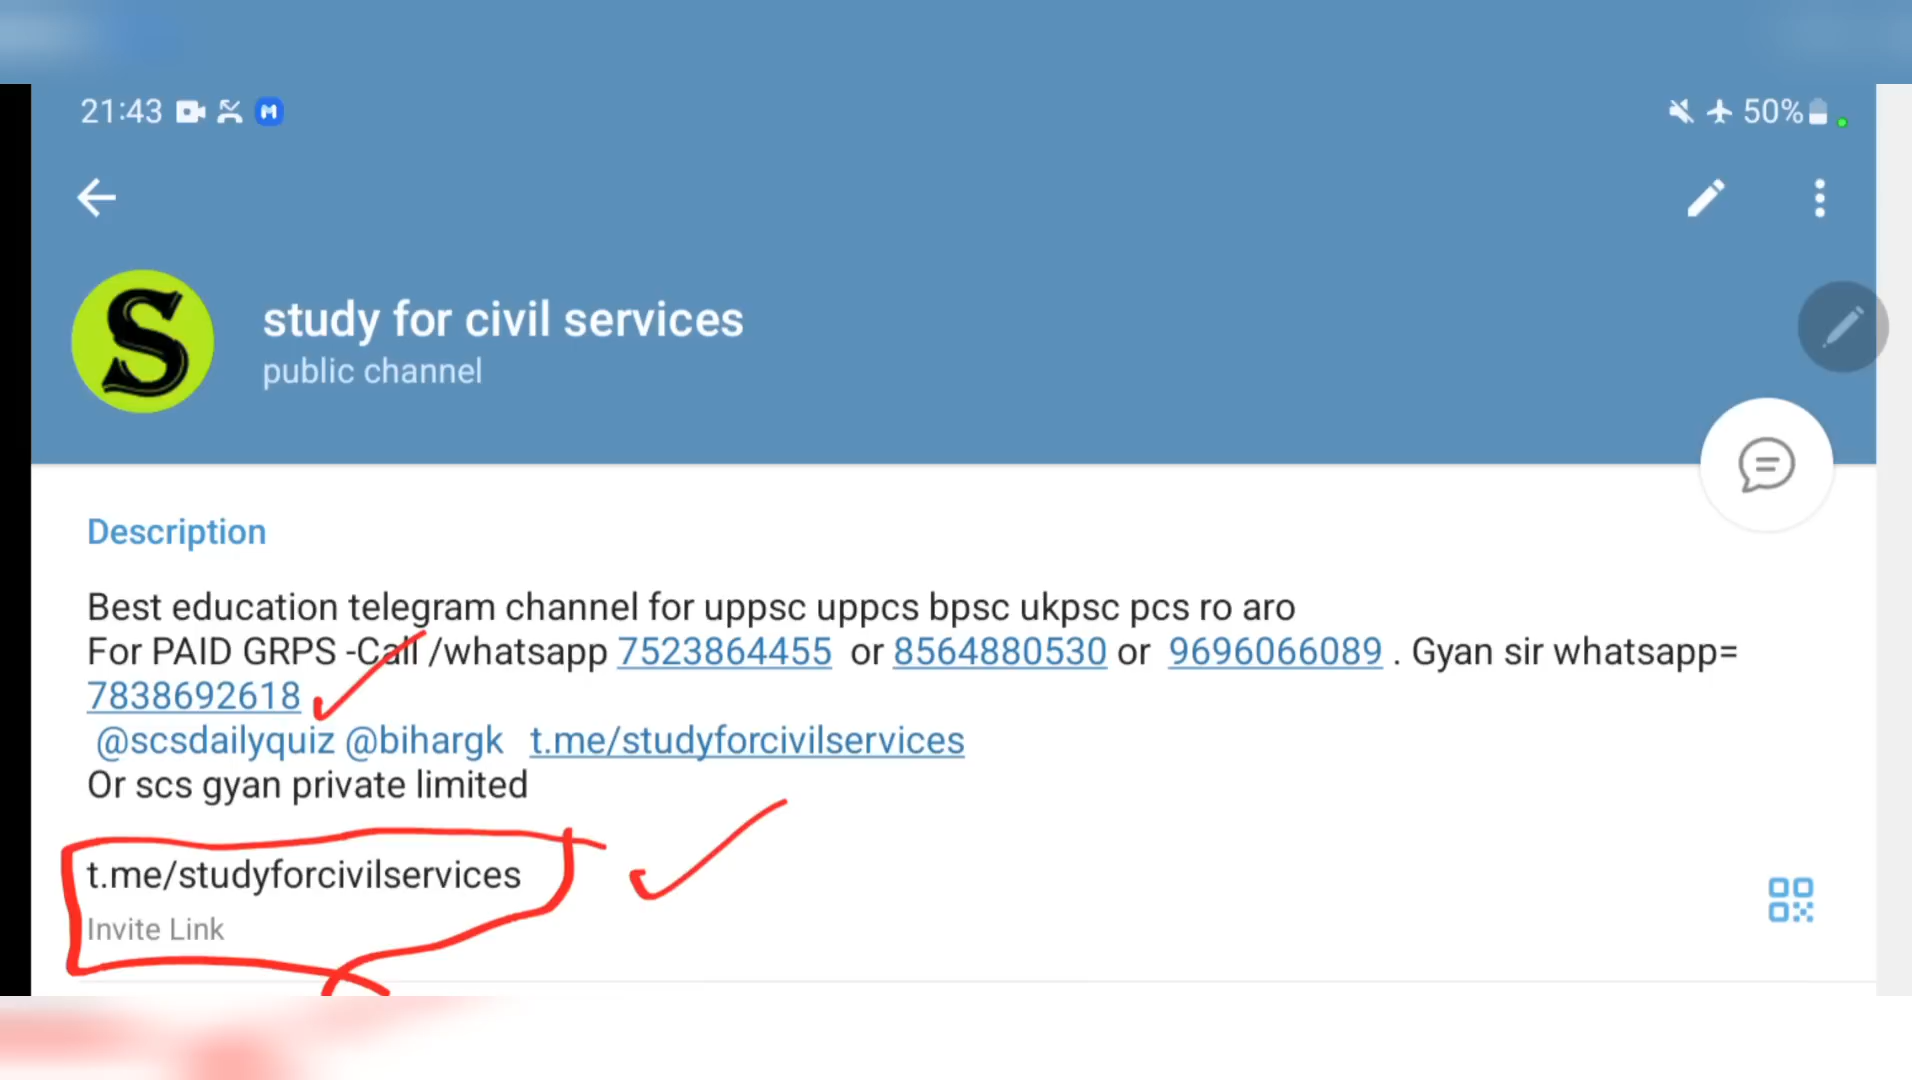 21:43
50%
S
study for civil services
public channel
Description
Best education telegram channel for uppsc uppcs bpsc ukpsc pcs ro aro
For PAID GRPS -Call /whatsapp 7523864455 or 8564880530 or 9696066089 . Gyan sir whatsapp=
7838692618
@scsdailyquiz @bihargk t.me/studyforcivilservices
Or scs gyan private limited
t.me/studyforcivilservices
Invite Link